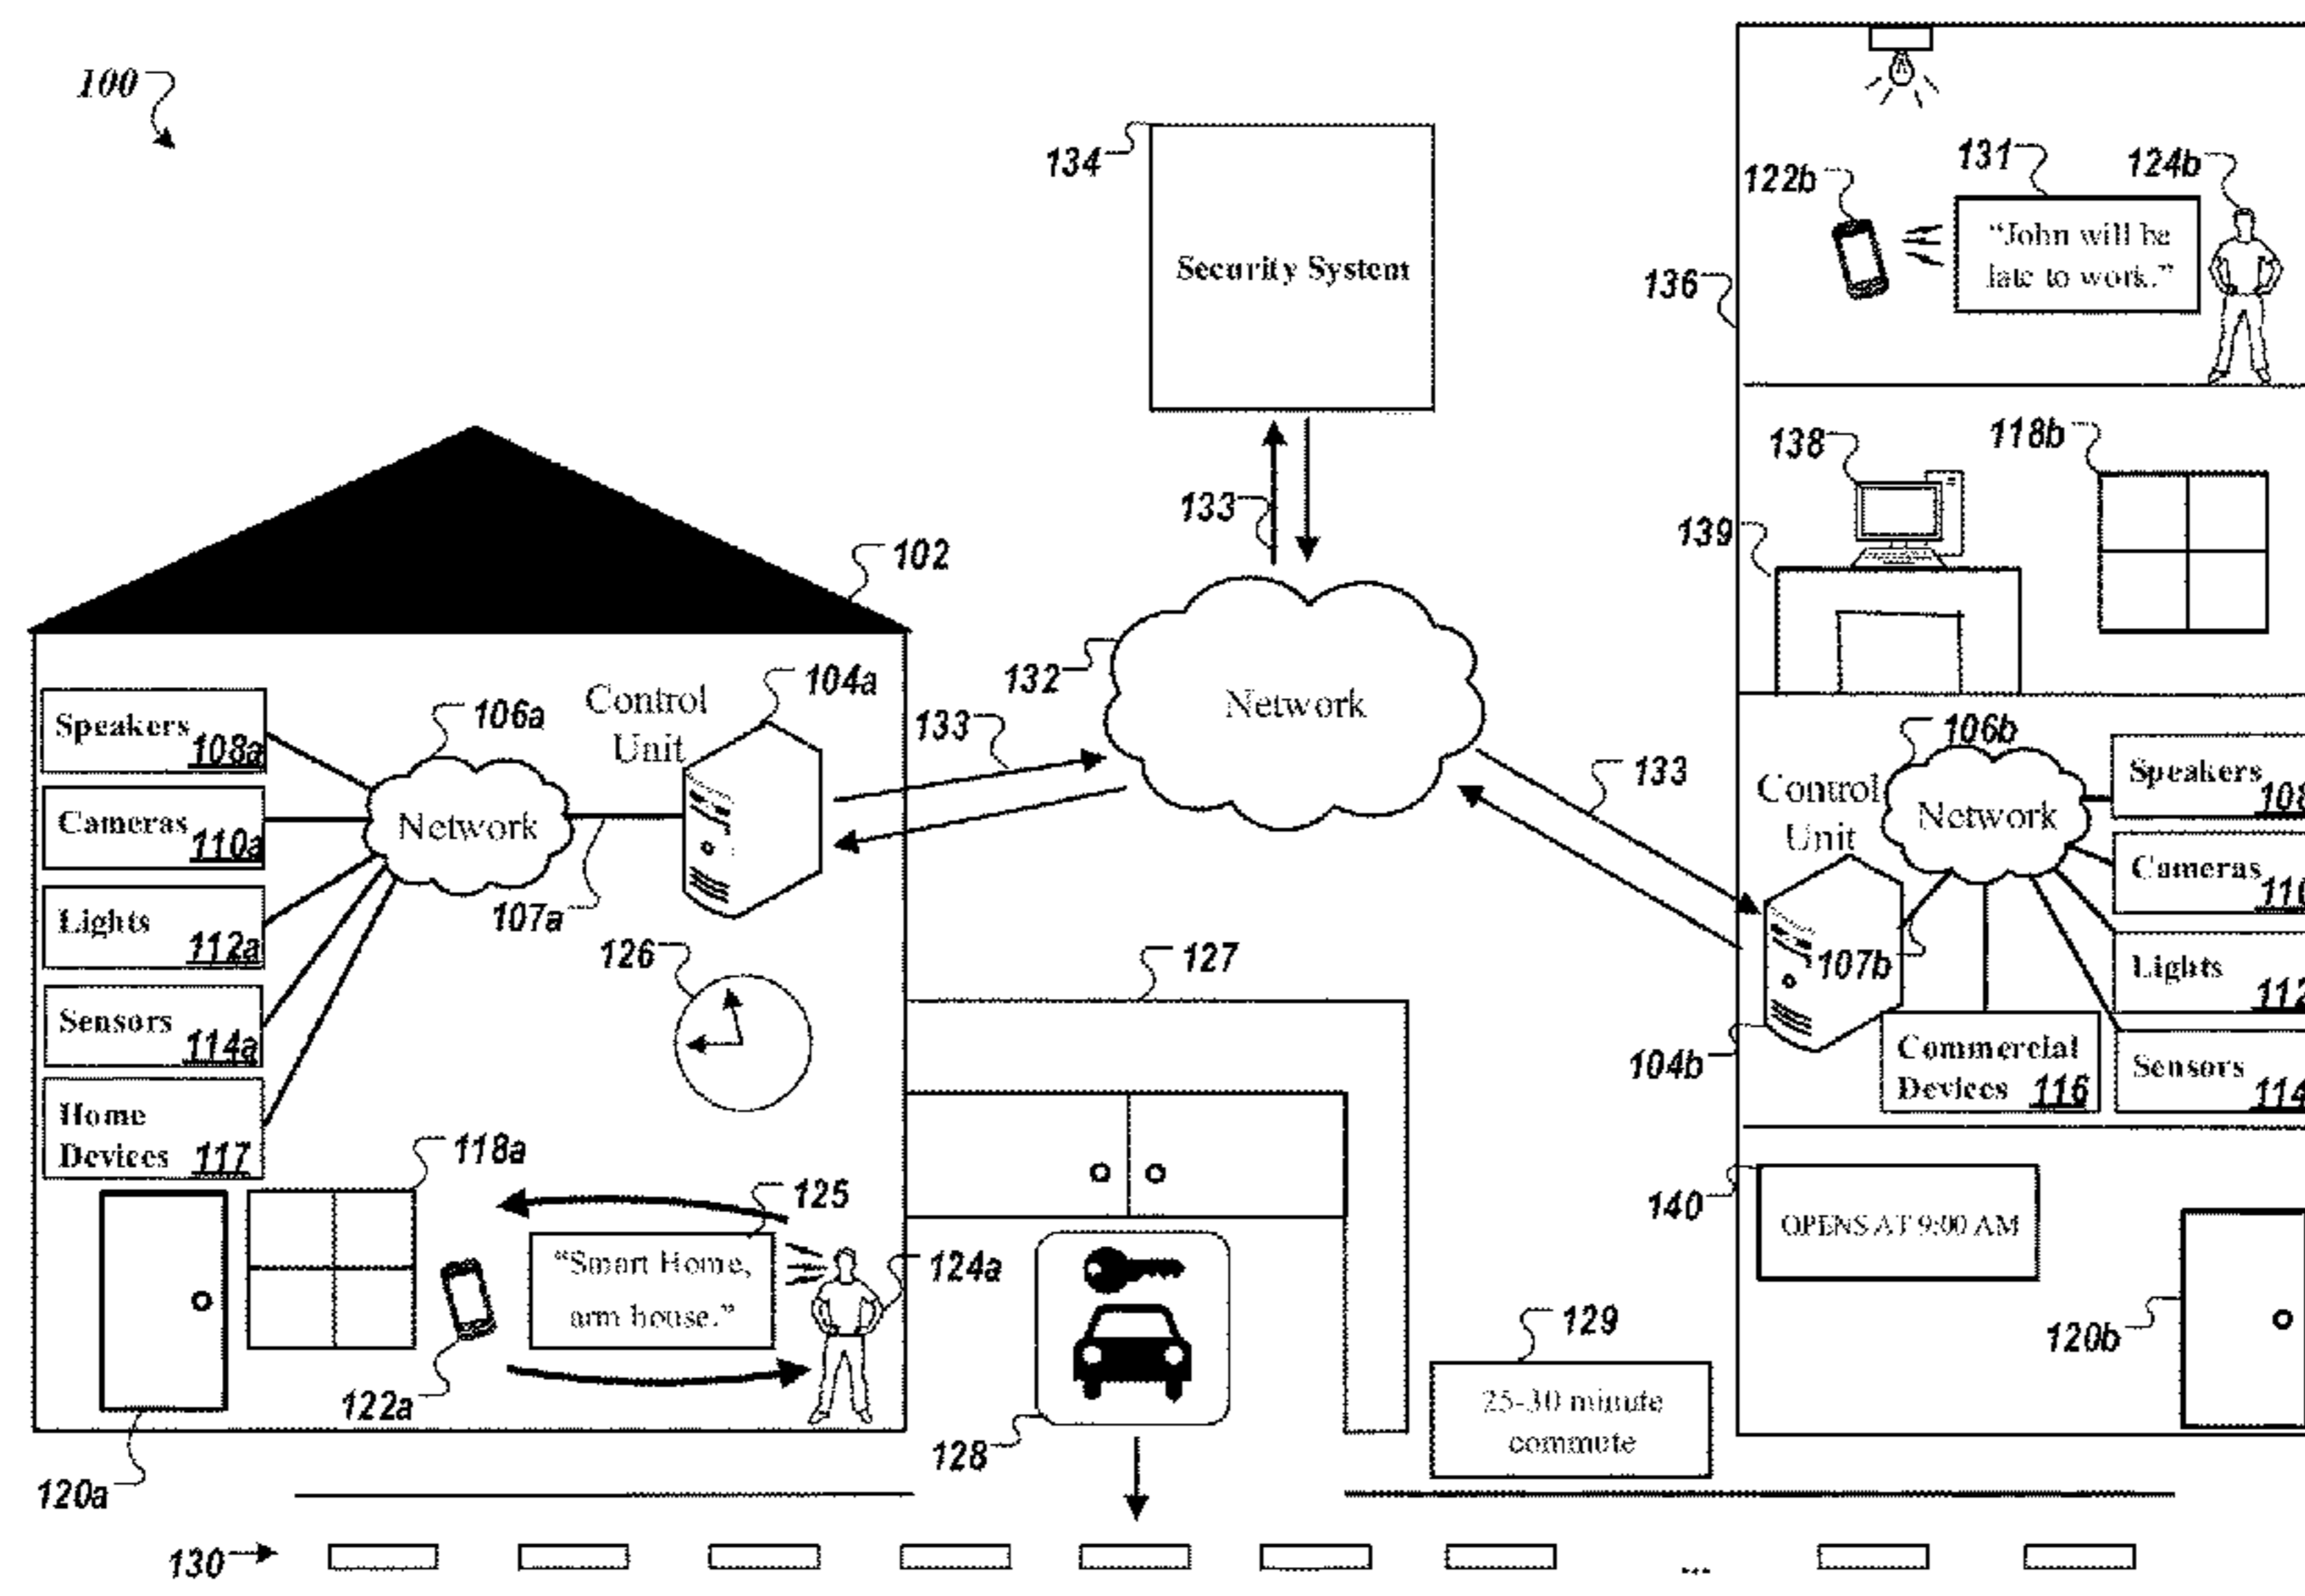 100
134
Security System
133
102
132
Network
133
133
Speakers
108a
Cameras
110a
Lights
112a
Sensors
114a
Home
Devices 117
106a
Network
107a
Control
Unit
104a
126
118a
125
"Smart Home,
arm house."
124a
122a
120a
127
128
129
25-30 minute
commute
130
...
136
122b
131
"John will be
late to work."
124b
138
139
118b
106b
Network
Control
Unit
107b
104b
Speakers
108
Cameras
110
Lights
112
Sensors
114
Commercial
Devices 116
140
OPENS AT 9:00 AM
120b